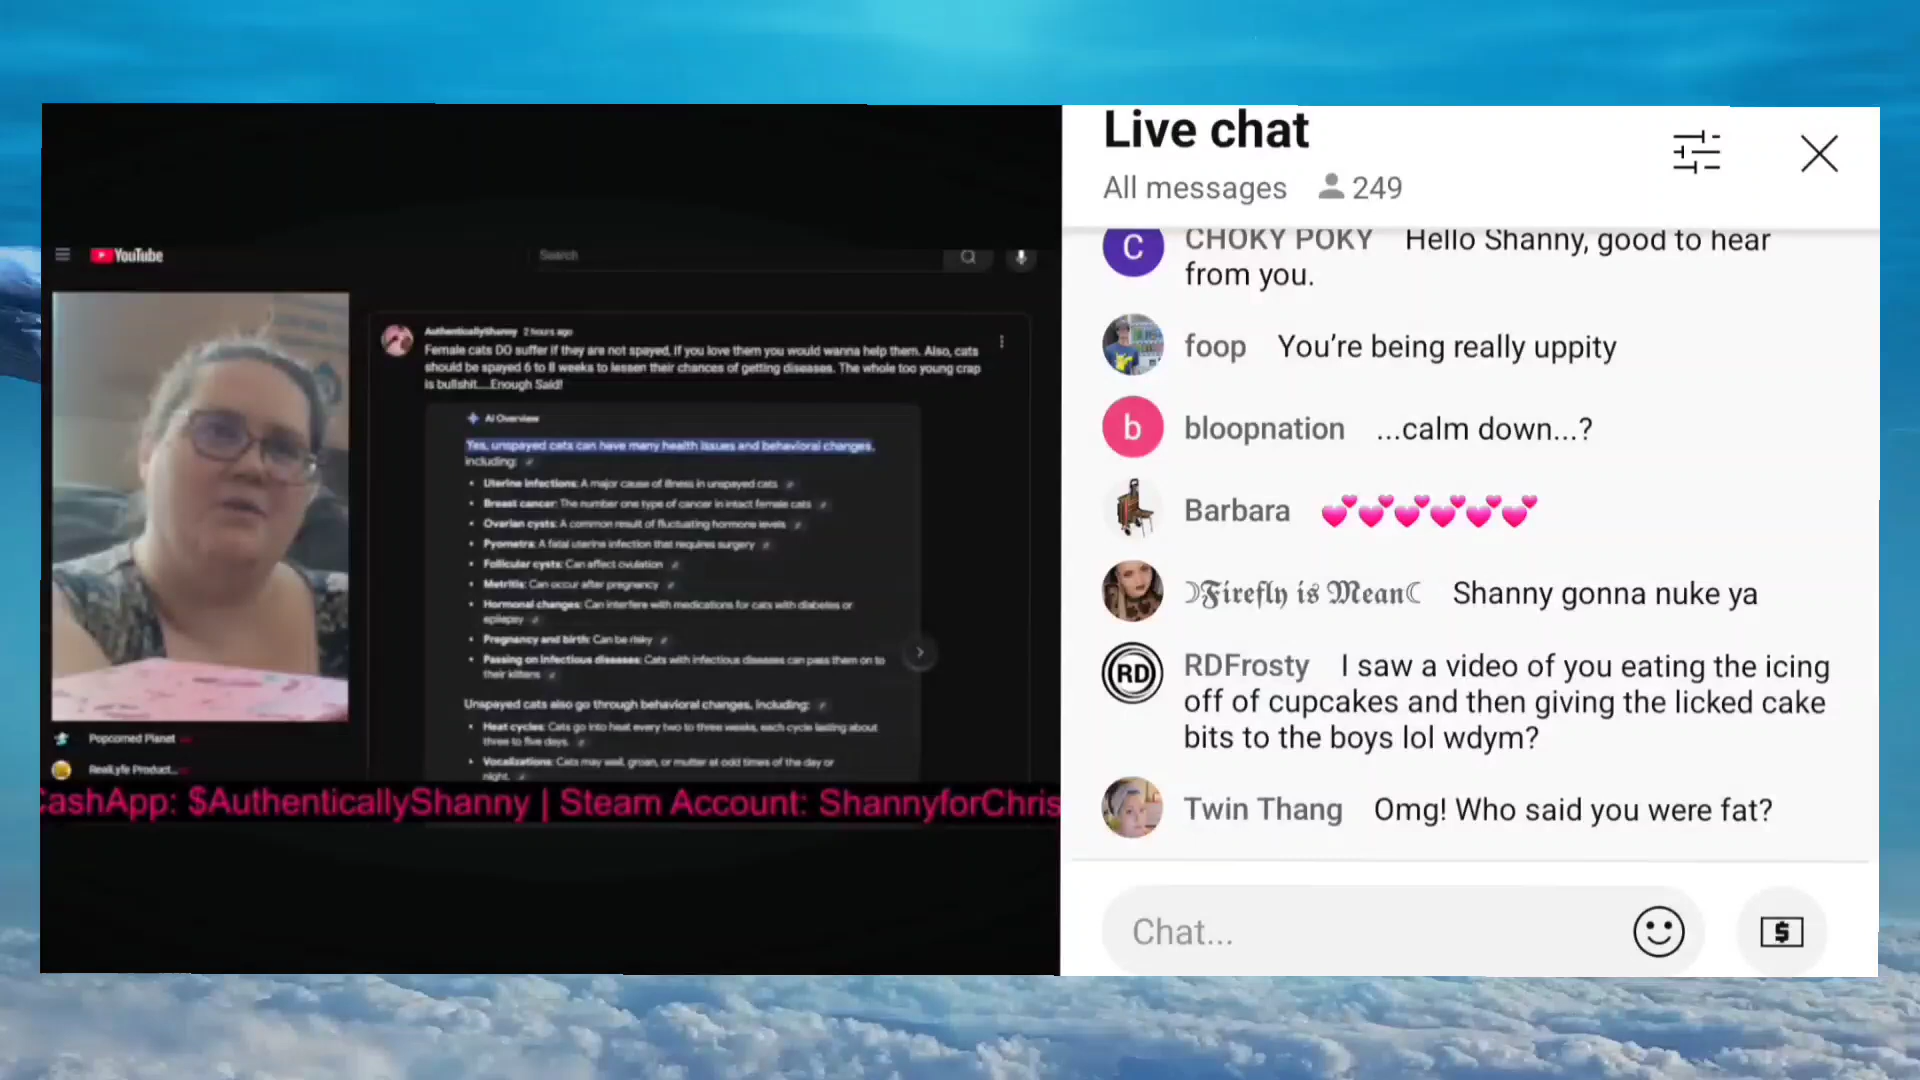 YouTube
Search
AuthenticallyShanny 2 hours ago
Female cats DO suffer if they are not spayed, if you love them you would wanna help them. Also, cats
should be spayed 6 to 8 weeks to lessen their chances of getting diseases. The whole too young crap
is bullshit....Enough Said!
AI Overview
Yes, unspayed cats can have many health issues and behavioral changes,
including:
• Uterine infections: A major cause of illness in unspayed cats
• Breast cancer: The number one type of cancer in intact female cats
• Ovarian cysts: A common result of fluctuating hormone levels
• Pyometra: A fatal uterine infection that requires surgery
• Follicular cysts: Can affect ovulation
• Metritis: Can occur after pregnancy
• Hormonal changes: Can interfere with medications for cats with diabetes or
epilepsy
• Pregnancy and birth: Can be risky
• Passing on infectious diseases: Cats with infectious diseases can pass them on to
their kittens
Unspayed cats also go through behavioral changes, including:
• Heat cycles: Cats go into heat every two to three weeks, each cycle lasting about
three to five days.
• Vocalizations: Cats may wail, groan, or mutter at odd times of the day or
night.
Popcorned Planet
RealLyfe Product...
CashApp: $AuthenticallyShanny | Steam Account: ShannyforChris
Live chat
All messages 249
C
CHOKY POKY Hello Shanny, good to hear
from you.
foop You’re being really uppity
b
bloopnation ...calm down...?
Barbara 💕💕💕💕💕💕
☽𝕱𝖎𝖗𝖊𝖋𝖑𝖞 𝖎𝖘 𝕸𝖊𝖆𝖓☾ Shanny gonna nuke ya
RD
RDFrosty I saw a video of you eating the icing
off of cupcakes and then giving the licked cake
bits to the boys lol wdym?
Twin Thang Omg! Who said you were fat?
Chat...
$